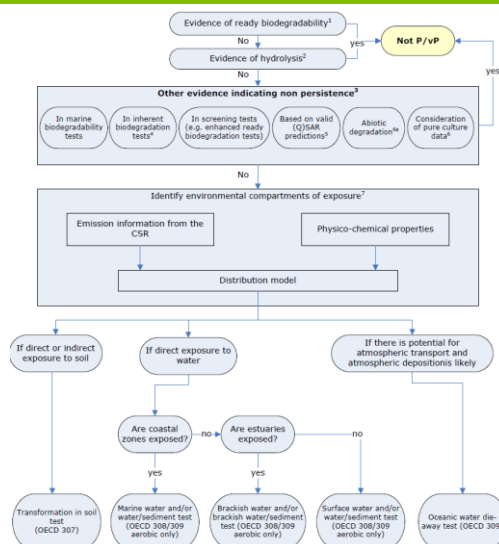 Evidence of ready biodegradability1
yes
Not P/vP
No
Evidence of hydrolysis2
No
yes
Other evidence indicating non persistence3
In marine
biodegradability
tests
In inherent
biodegradation
tests4
In screening tests
(e.g. enhanced ready
biodegradation tests)
Based on valid
(Q)SAR
predictions5
Abiotic
degradation6a
Consideration
of pure culture
data6
No
Identify environmental compartments of exposure7
Emission information from the
CSR
Physico-chemical properties
Distribution model
If direct or indirect
exposure to soil
If direct exposure to
water
If there is potential for
atmospheric transport and
atmospheric depositionis likely
Are coastal
zones exposed?
no
Are estuaries
exposed?
no
yes
yes
Transformation in soil
test
(OECD 307)
Marine water and/or
water/sediment test
(OECD 308/309
aerobic only)
Brackish water and/or
brackish water/sediment
test (OECD 308/309
aerobic only)
Surface water and/or
water/sediment test
(OECD 308/309
aerobic only)
Oceanic water die-
away test (OECD 309